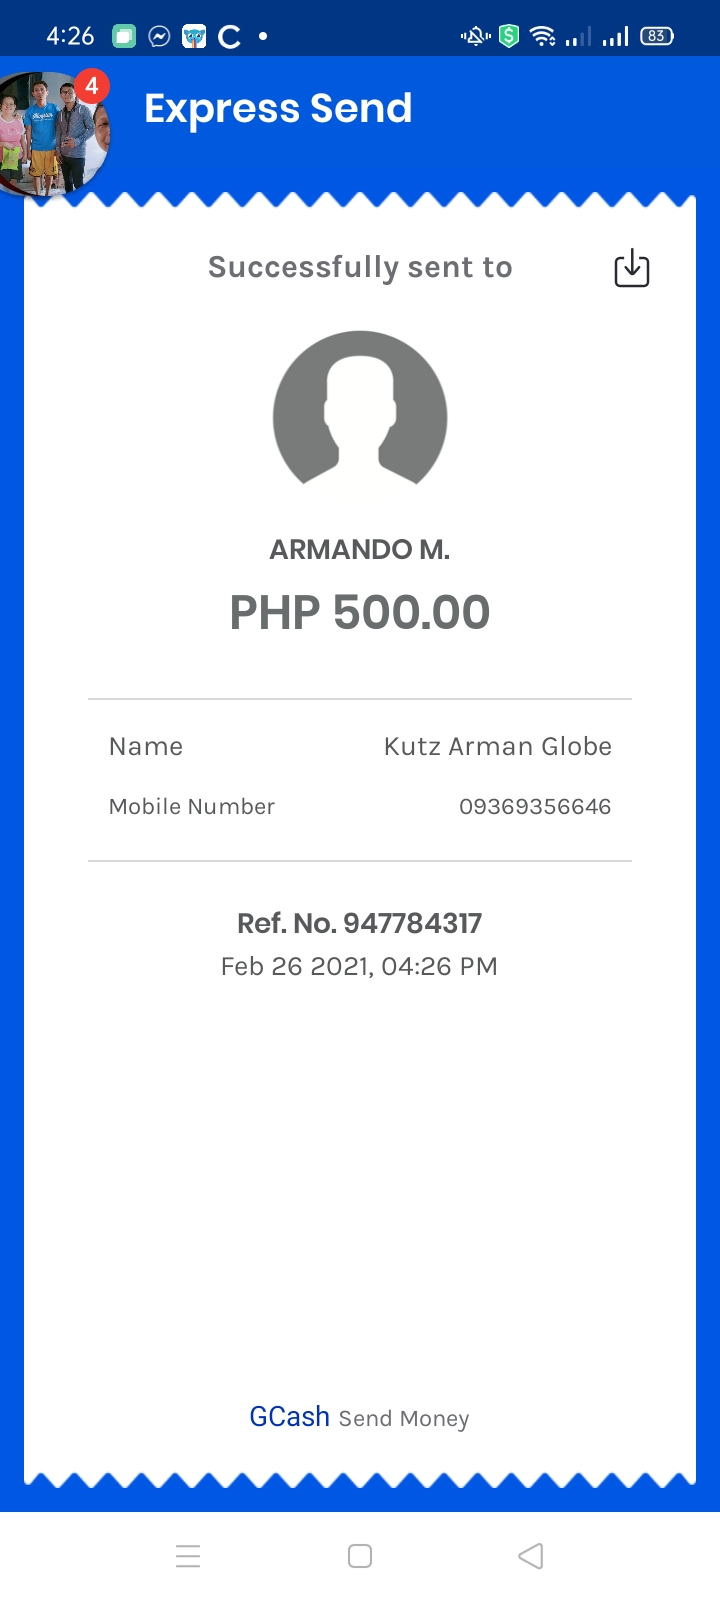 4:26
83
4
Express Send
Successfully sent to
ARMANDO M.
PHP 500.00
Name Kutz Arman Globe
Mobile Number 09369356646
Ref. No. 947784317
Feb 26 2021, 04:26 PM
GCash Send Money